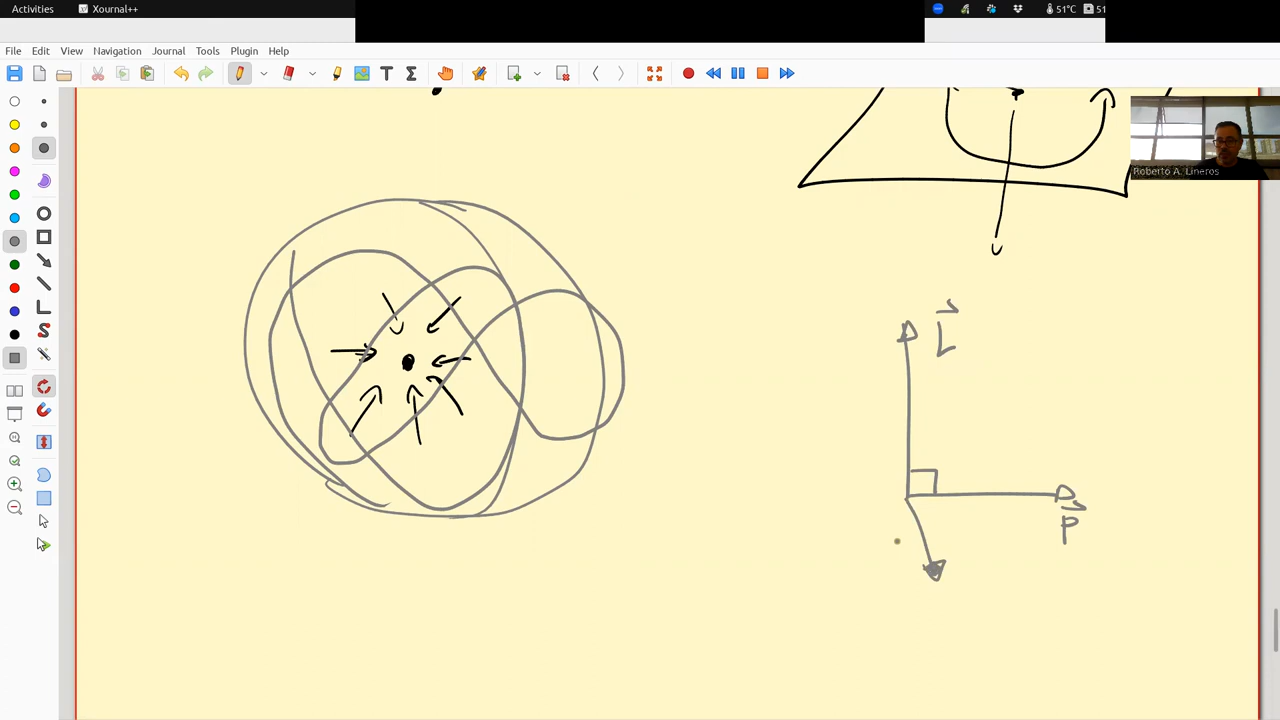 Activities Xournal++ 51°C 51
File Edit View Navigation Journal Tools Plugin Help
Roberto A. Lineros
L
P